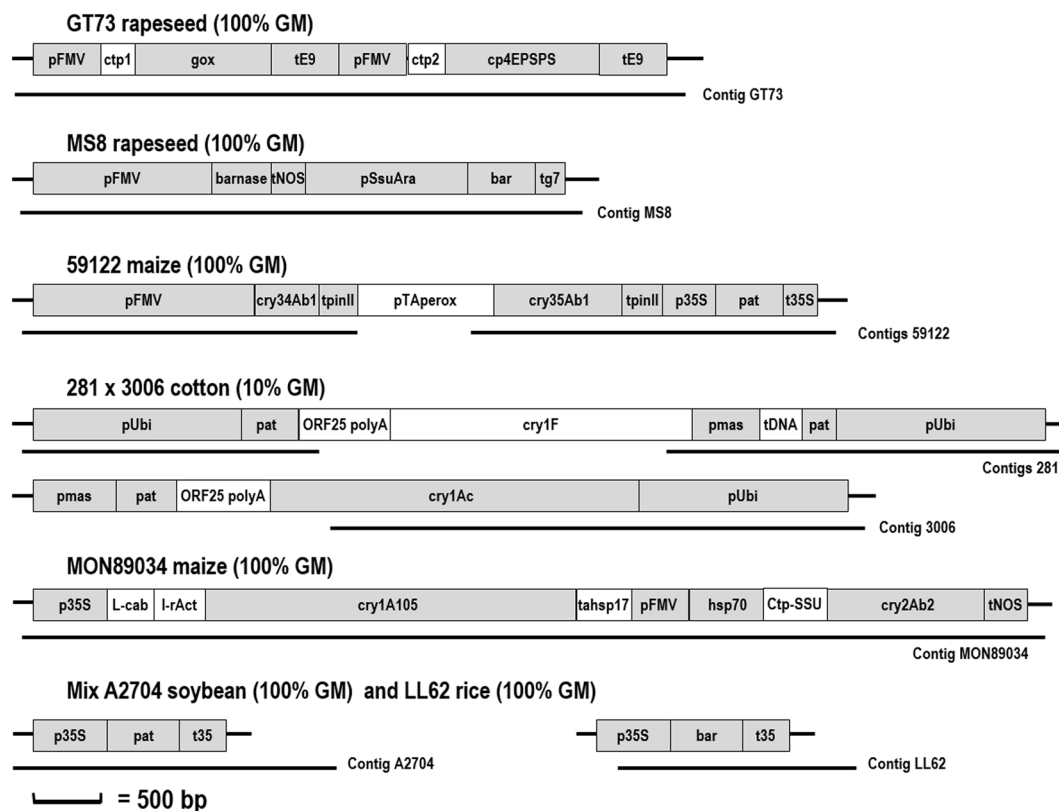 GT73 rapeseed (100% GM)
pFMV ctp1 gox tE9 pFMV ctp2 cp4EPSPS tE9
Contig GT73
MS8 rapeseed (100% GM)
pFMV barnase tNOS pSsuAra bar tg7
Contig MS8
59122 maize (100% GM)
pFMV cry34Ab1 tpinII pTAperox cry35Ab1 tpinII p35S pat t35S
Contigs 59122
281 x 3006 cotton (10% GM)
pUbi pat ORF25 polyA cry1F pmas tDNA pat pUbi
Contigs 281
pmas pat ORF25 polyA cry1Ac pUbi
Contig 3006
MON89034 maize (100% GM)
p35S L-cab I-rAct cry1A105 tahsp17 pFMV hsp70 Ctp-SSU cry2Ab2 tNOS
Contig MON89034
Mix A2704 soybean (100% GM) and LL62 rice (100% GM)
p35S pat t35 p35S bar t35
Contig A2704 Contig LL62
= 500 bp